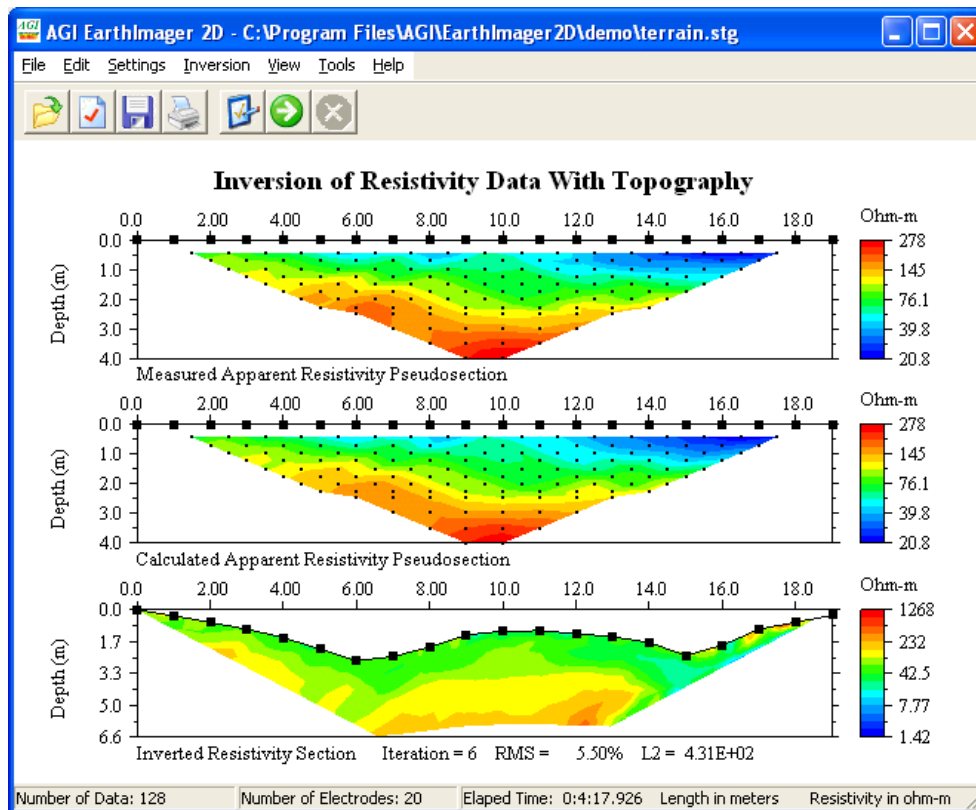 AGI EarthImager 2D - C:\Program Files\AGI\EarthImager2D\demo\terrain.stg
File Edit Settings Inversion View Tools Help
Inversion of Resistivity Data With Topography
0.0 2.00 4.00 6.00 8.00 10.0 12.0 14.0 16.0 18.0 Ohm-m
0.0 278
1.0 145
2.0 76.1
3.0 39.8
4.0 20.8
Depth (m)
Measured Apparent Resistivity Pseudosection
0.0 2.00 4.00 6.00 8.00 10.0 12.0 14.0 16.0 18.0 Ohm-m
0.0 278
1.0 145
2.0 76.1
3.0 39.8
4.0 20.8
Depth (m)
Calculated Apparent Resistivity Pseudosection
0.0 2.00 4.00 6.00 8.00 10.0 12.0 14.0 16.0 18.0 Ohm-m
0.0 1268
1.7 232
3.3 42.5
5.0 7.77
6.6 1.42
Depth (m)
Inverted Resistivity Section Iteration = 6 RMS = 5.50% L2 = 4.31E+02
Number of Data: 128 Number of Electrodes: 20 Elaped Time: 0:4:17.926 Length in meters Resistivity in ohm-m